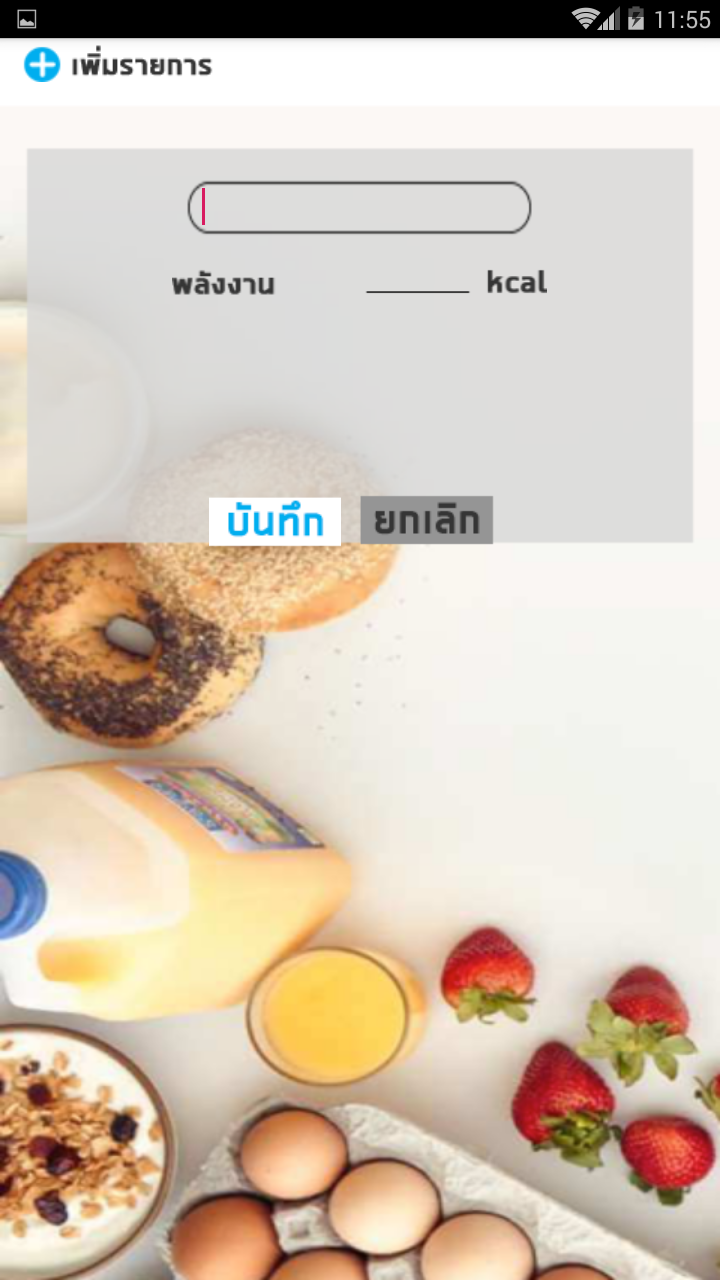 11:55
เพิ่มรายการ
พลังงาน kcal
บันทึก ยกเลิก